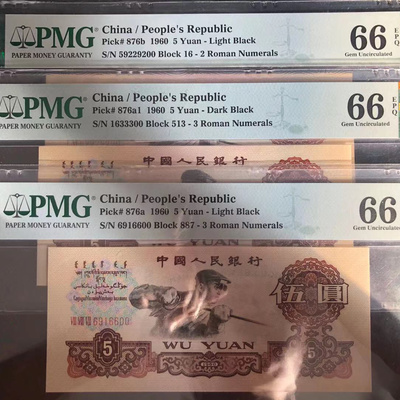 PMG
PAPER MONEY GUARANTY
China / People's Republic
Pick# 876b 1960 5 Yuan - Light Black
S/N 59229200 Block 16 - 2 Roman Numerals
66 EPQ
Gem Uncirculated
PMG
PAPER MONEY GUARANTY
China / People's Republic
Pick# 876a1 1960 5 Yuan - Dark Black
S/N 1633300 Block 513 - 3 Roman Numerals
66 EPQ
Gem Uncirculated
中國人民銀行
PMG
PAPER MONEY GUARANTY
China / People's Republic
Pick# 876a 1960 5 Yuan - Light Black
S/N 6916600 Block 887 - 3 Roman Numerals
66
Gem Uncirculated
中國人民銀行
伍圓
6916600
5
WU YUAN
5